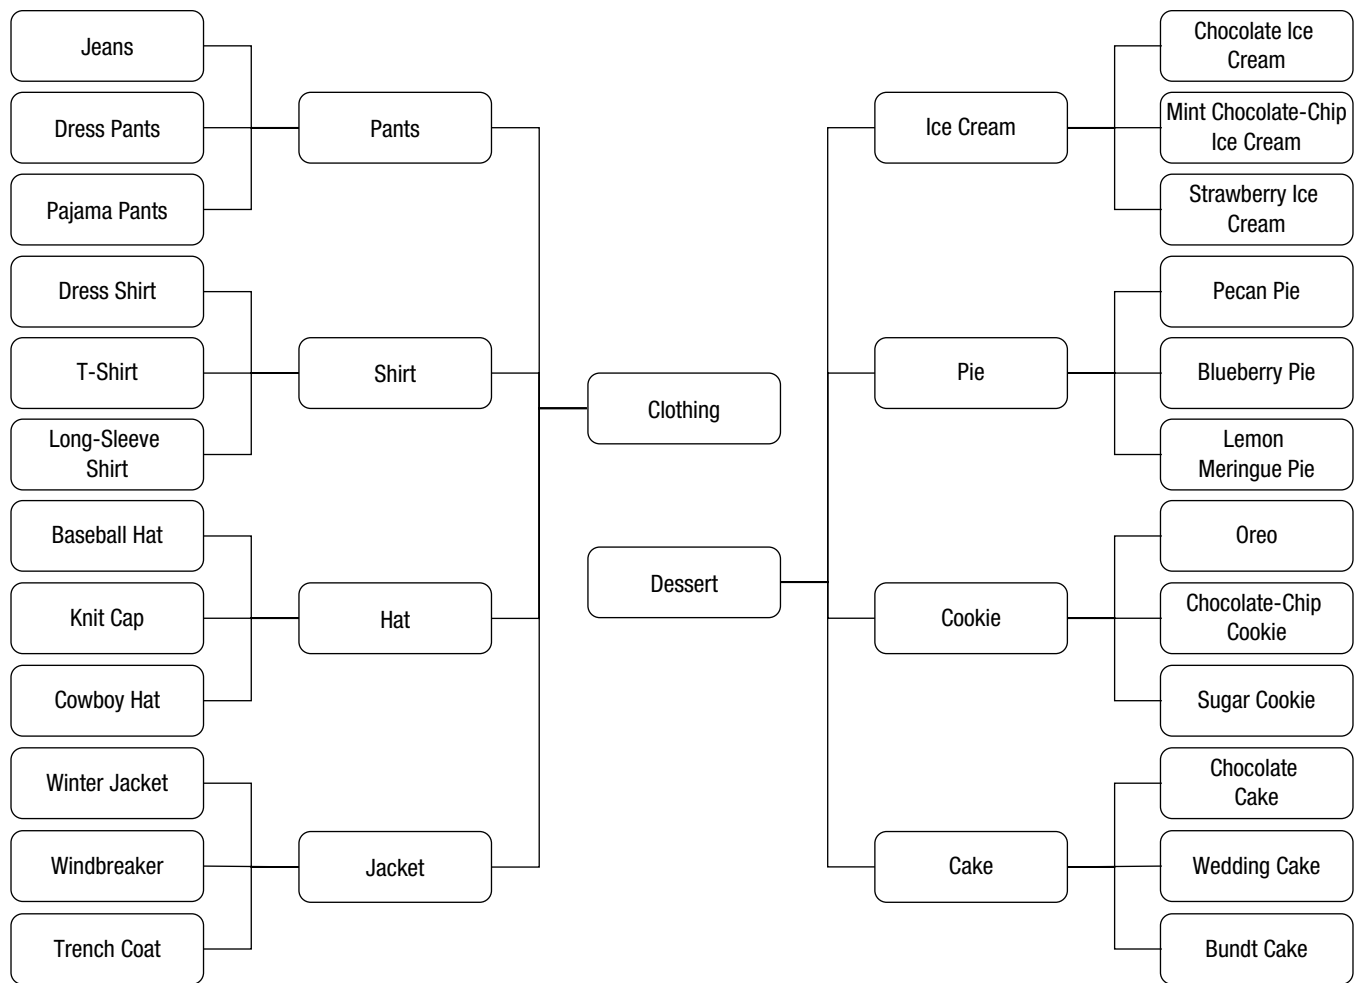 Jeans
Dress Pants
Pajama Pants
Dress Shirt
T-Shirt
Long-Sleeve
Shirt
Baseball Hat
Knit Cap
Cowboy Hat
Winter Jacket
Windbreaker
Trench Coat
Pants
Shirt
Hat
Jacket
Clothing
Dessert
Ice Cream
Pie
Cookie
Cake
Chocolate Ice
Cream
Mint Chocolate-Chip
Ice Cream
Strawberry Ice
Cream
Pecan Pie
Blueberry Pie
Lemon
Meringue Pie
Oreo
Chocolate-Chip
Cookie
Sugar Cookie
Chocolate
Cake
Wedding Cake
Bundt Cake